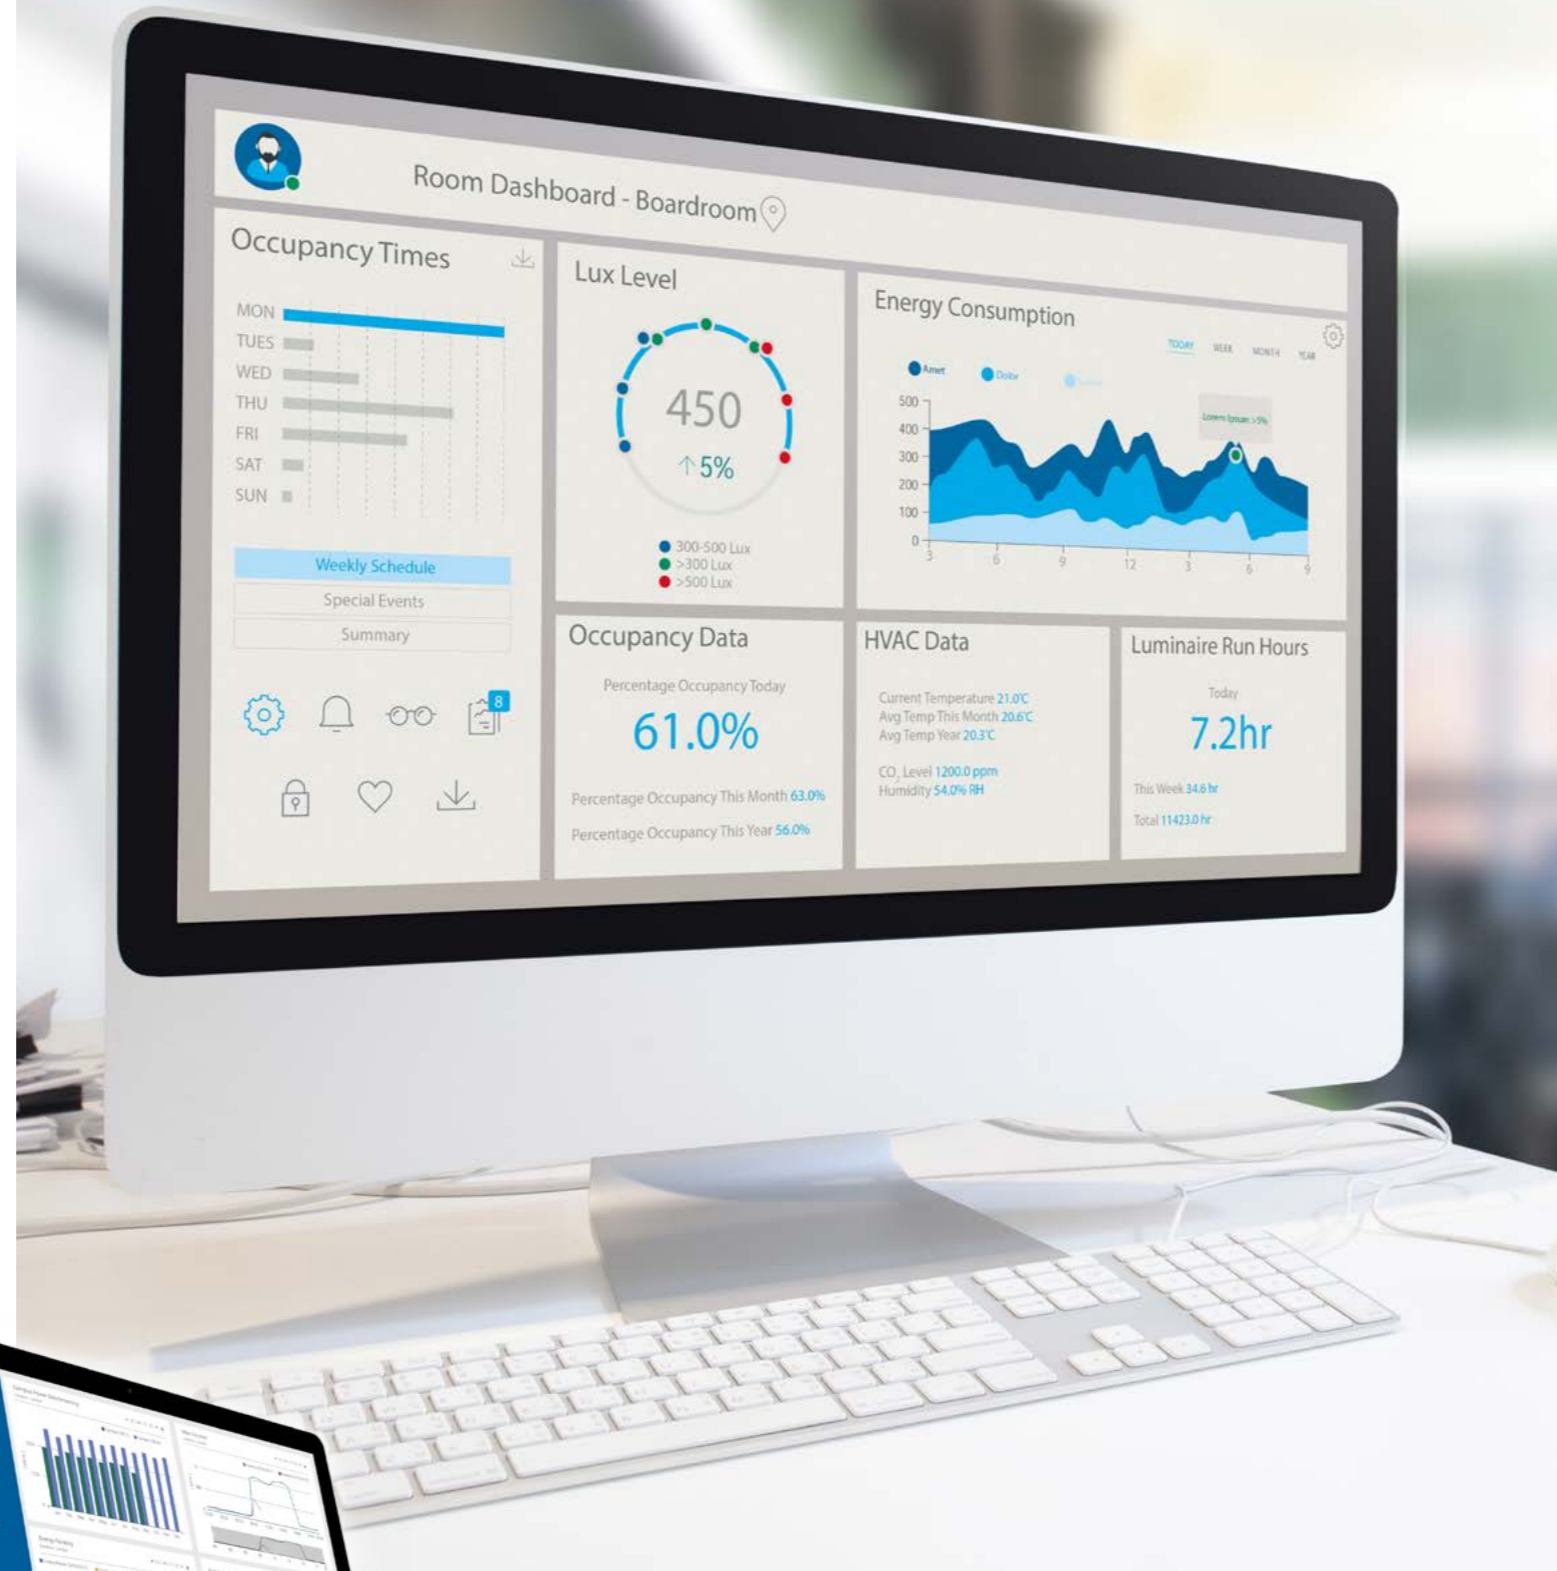 Room Dashboard - Boardroom
Occupancy Times
MON
TUES
WED
THU
FRI
SAT
SUN
Weekly Schedule
Special Events
Summary
8
Lux Level
450
↑5%
300-500 Lux
>300 Lux
>500 Lux
Energy Consumption
TODAY WEEK MONTH YEAR
Amet Dolor
Lorem Ipsum >5%
500
400
300
200
100
0
3 6 9 12 3 6 9
Occupancy Data
Percentage Occupancy Today
61.0%
Percentage Occupancy This Month 63.0%
Percentage Occupancy This Year 56.0%
HVAC Data
Current Temperature 21.0°C
Avg Temp This Month 20.6°C
Avg Temp Year 20.3°C
CO₂ Level 1200.0 ppm
Humidity 54.0% RH
Luminaire Run Hours
Today
7.2hr
This Week 34.6 hr
Total 11423.0 hr